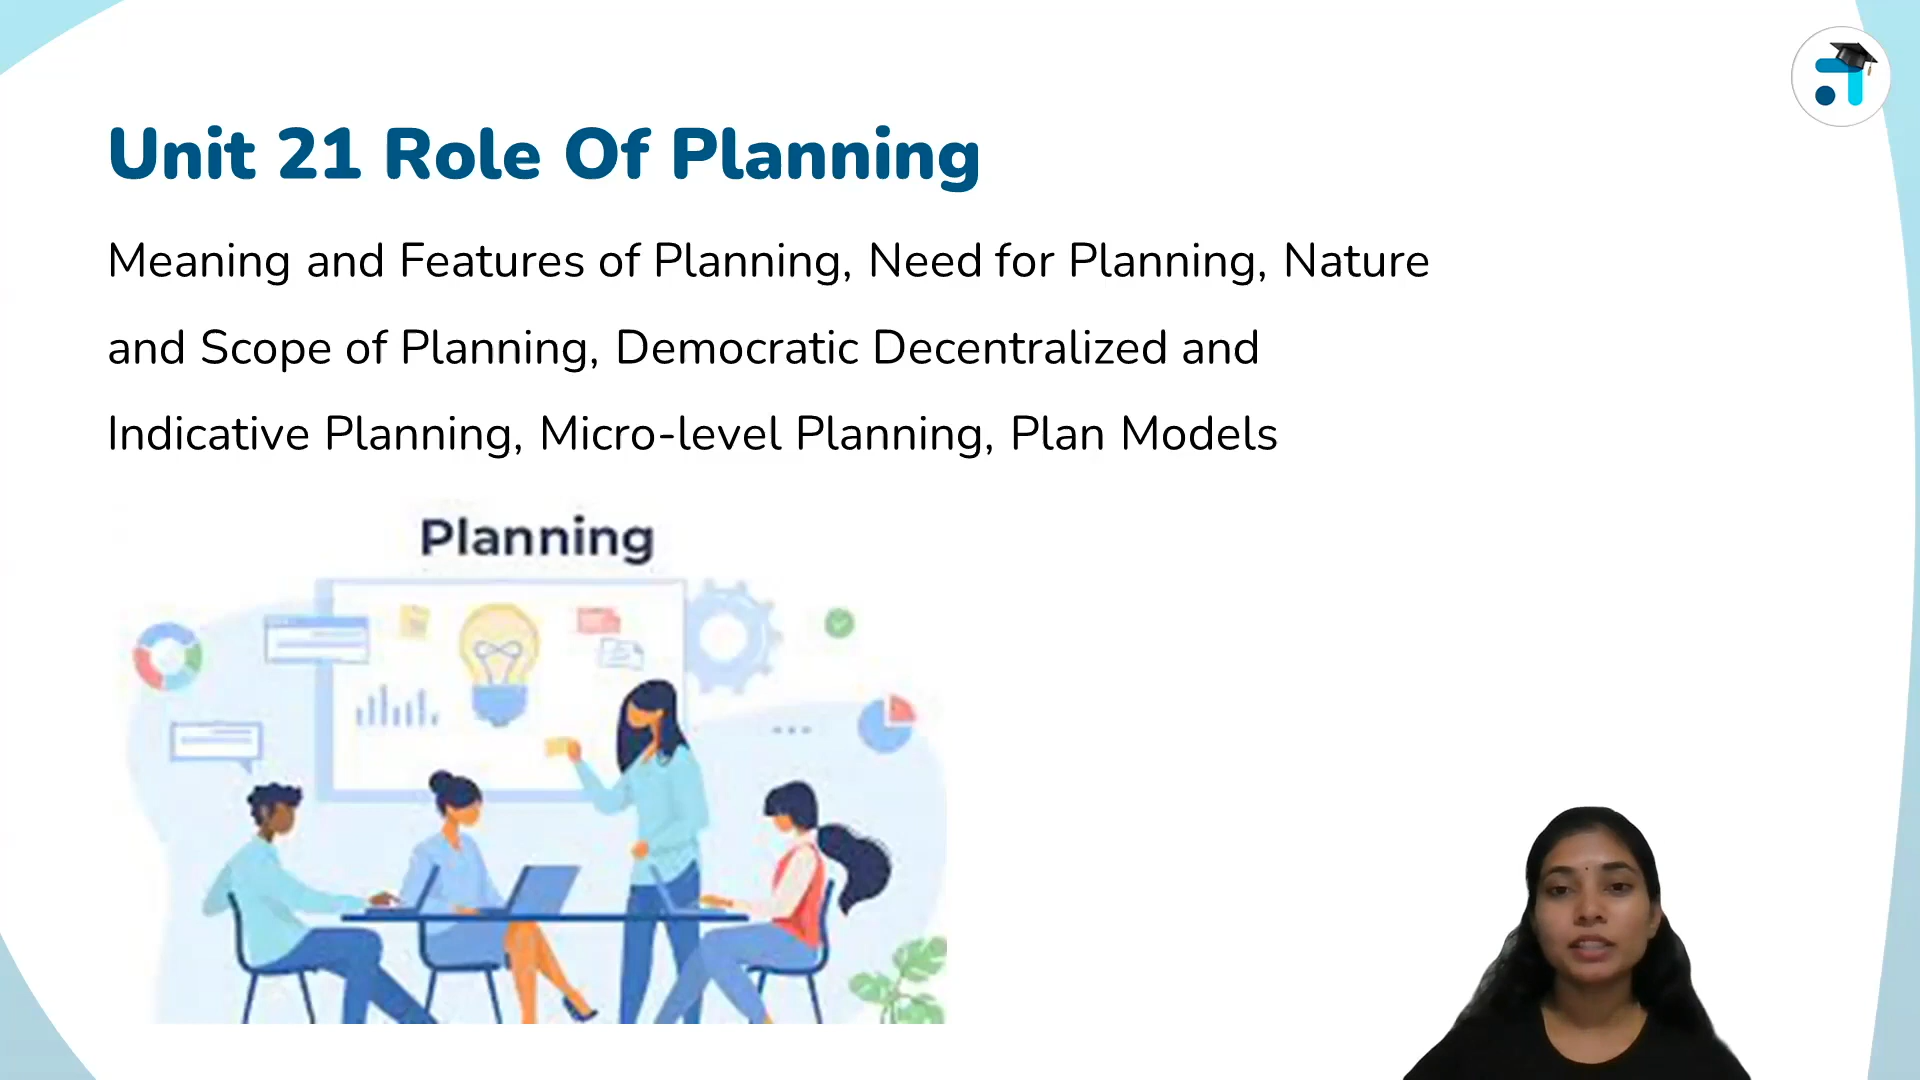 Unit 21 Role Of Planning
Meaning and Features of Planning, Need for Planning, Nature
and Scope of Planning, Democratic Decentralized and
Indicative Planning, Micro-level Planning, Plan Models
Planning